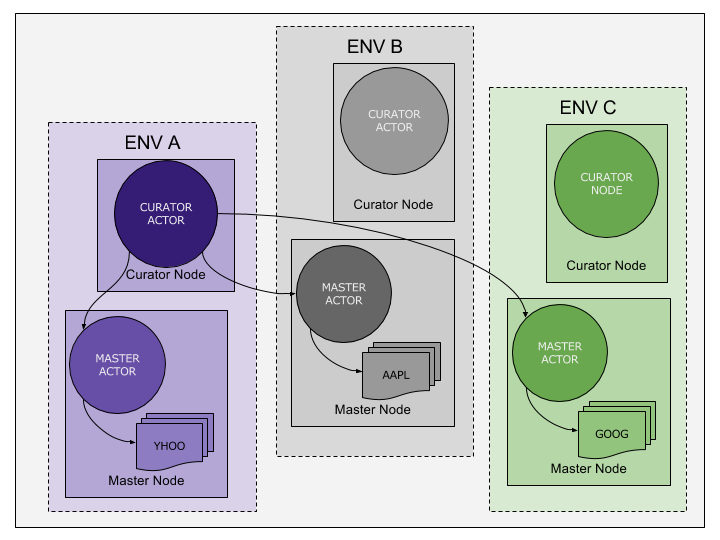 ENV A
CURATOR
ACTOR
Curator Node
MASTER
ACTOR
YHOO
Master Node
ENV B
CURATOR
ACTOR
Curator Node
MASTER
ACTOR
AAPL
Master Node
ENV C
CURATOR
NODE
Curator Node
MASTER
ACTOR
GOOG
Master Node